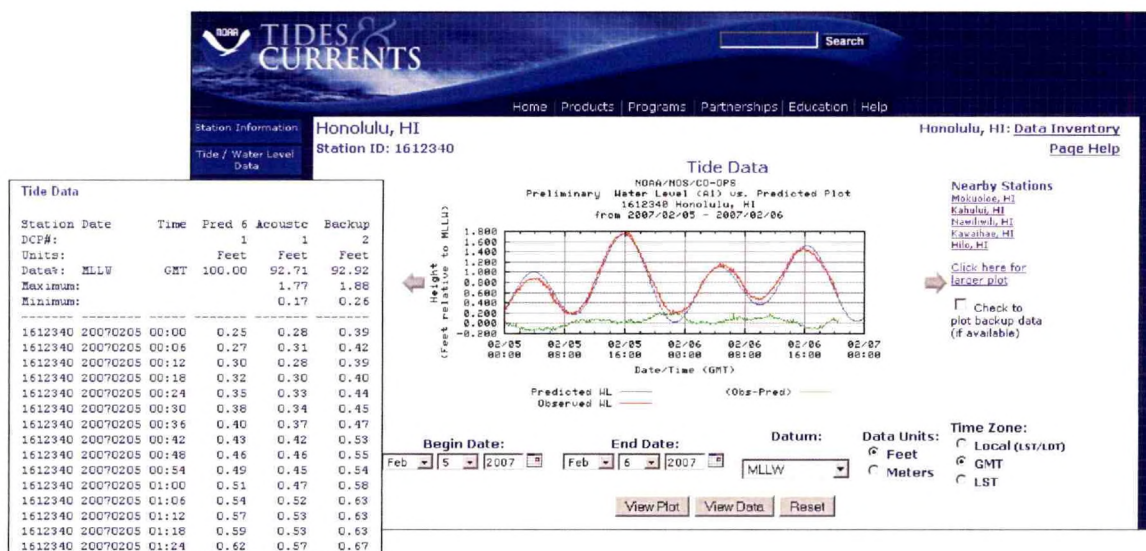 NOAA
TIDES &
CURRENTS
Search
Home | Products | Programs | Partnerships | Education | Help
Station Information
Tide / Water Level
Data
Honolulu, HI
Station ID: 1612340
Honolulu, HI: Data Inventory
Page Help
Tide Data
NOAA/NOS/CO-OPS
Preliminary Water Level (A1) vs. Predicted Plot
1612340 Honolulu, HI
from 2007/02/05 - 2007/02/06
Height
(Feet relative to MLLW)
1.800
1.600
1.400
1.200
1.000
0.800
0.600
0.400
0.200
0.000
-0.200
02/05 02/05 02/05 02/06 02/06 02/06 02/07
00:00 08:00 16:00 00:00 08:00 16:00 00:00
Date/Time (GMT)
Predicted WL
Observed WL
(Obs-Pred)
Nearby Stations
Mokuoloe, HI
Kahului, HI
Nawiliwili, HI
Kawaihae, HI
Hilo, HI
Click here for
larger plot
Check to
plot backup data
(if available)
Begin Date:
Feb 5 2007
End Date:
Feb 6 2007
Datum:
MLLW
Data Units:
Feet
Meters
Time Zone:
Local (LST/LDT)
GMT
LST
View Plot View Data Reset
Tide Data
Station Date Time Pred 6 Acoustc Backup
DCP#: 1 1 2
Units: Feet Feet Feet
Data%: MLLW GMT 100.00 92.71 92.92
Maximum: 1.77 1.88
Minimum: 0.17 0.26
1612340 20070205 00:00 0.25 0.28 0.39
1612340 20070205 00:06 0.27 0.31 0.42
1612340 20070205 00:12 0.30 0.28 0.39
1612340 20070205 00:18 0.32 0.30 0.40
1612340 20070205 00:24 0.35 0.33 0.44
1612340 20070205 00:30 0.38 0.34 0.45
1612340 20070205 00:36 0.40 0.37 0.47
1612340 20070205 00:42 0.43 0.42 0.53
1612340 20070205 00:48 0.46 0.46 0.55
1612340 20070205 00:54 0.49 0.45 0.54
1612340 20070205 01:00 0.51 0.47 0.58
1612340 20070205 01:06 0.54 0.52 0.63
1612340 20070205 01:12 0.57 0.53 0.63
1612340 20070205 01:18 0.59 0.53 0.63
1612340 20070205 01:24 0.62 0.57 0.67